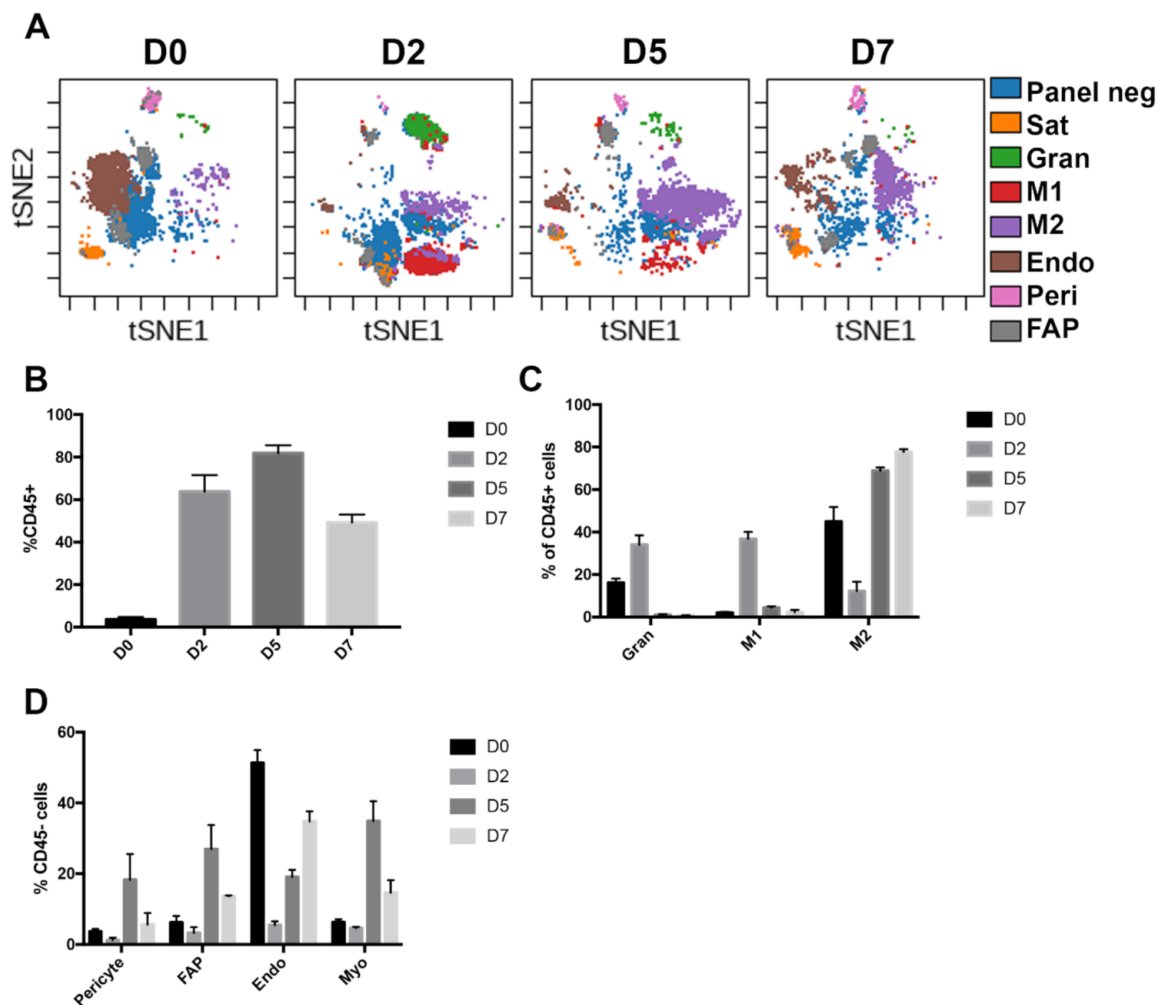 A
D0
D2
D5
D7
tSNE2
tSNE1
tSNE1
tSNE1
tSNE1
Panel neg
Sat
Gran
M1
M2
Endo
Peri
FAP
B
%CD45+
100
80
60
40
20
0
D0
D2
D5
D7
D0
D2
D5
D7
C
% of CD45+ cells
100
80
60
40
20
0
Gran
M1
M2
D0
D2
D5
D7
D
% CD45- cells
60
40
20
0
Pericyte
FAP
Endo
Myo
D0
D2
D5
D7